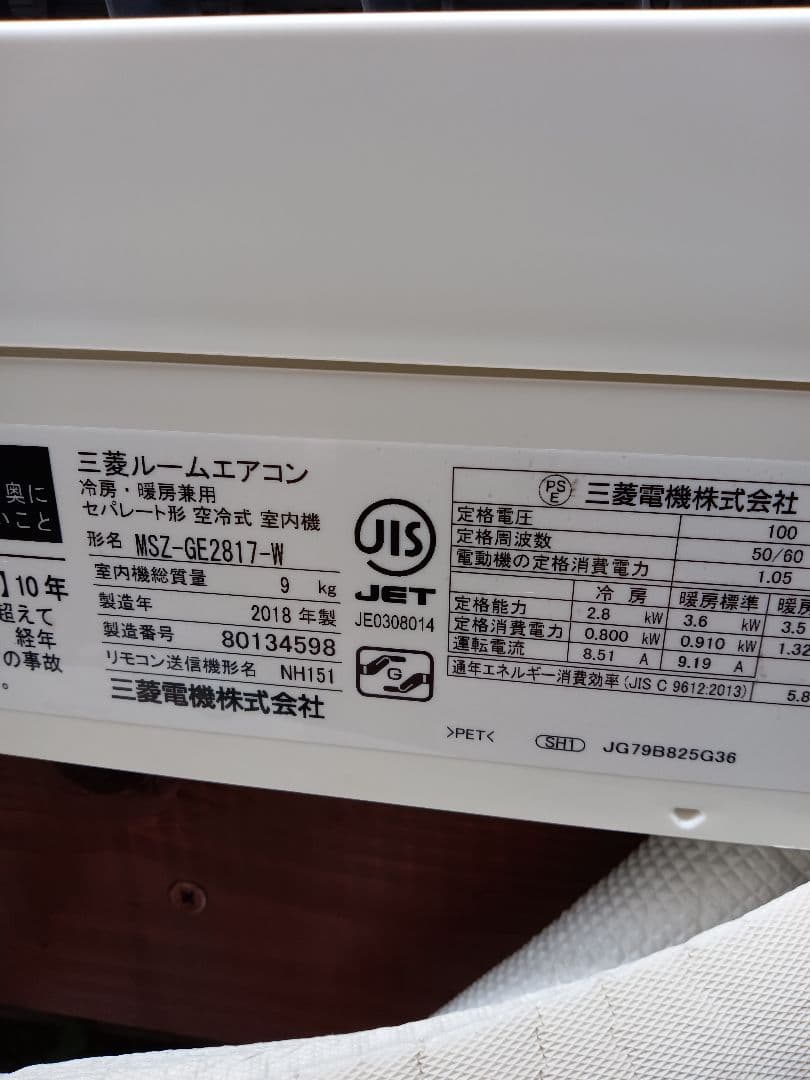 奥に
いこと
】10年
超えて
経年
の事故
。
三菱ルームエアコン
冷房・暖房兼用
セパレート形 空冷式 室内機
形名 MSZ-GE2817-W
室内機総質量 9 kg
製造年 2018 年製
製造番号 80134598
リモコン送信機形名 NH151
三菱電機株式会社
JIS
JET
JE0308014
G
PS
E
三菱電機株式会社
定格電圧 100
定格周波数 50/60
電動機の定格消費電力 1.05
冷 房 暖房標準 暖房
定格能力 2.8 kW 3.6 kW 3.5
定格消費電力 0.800 kW 0.910 kW 1.32
運転電流 8.51 A 9.19 A
通年エネルギー消費効率(JIS C 9612:2013) 5.8
>PET< SH1 JG79B825G36